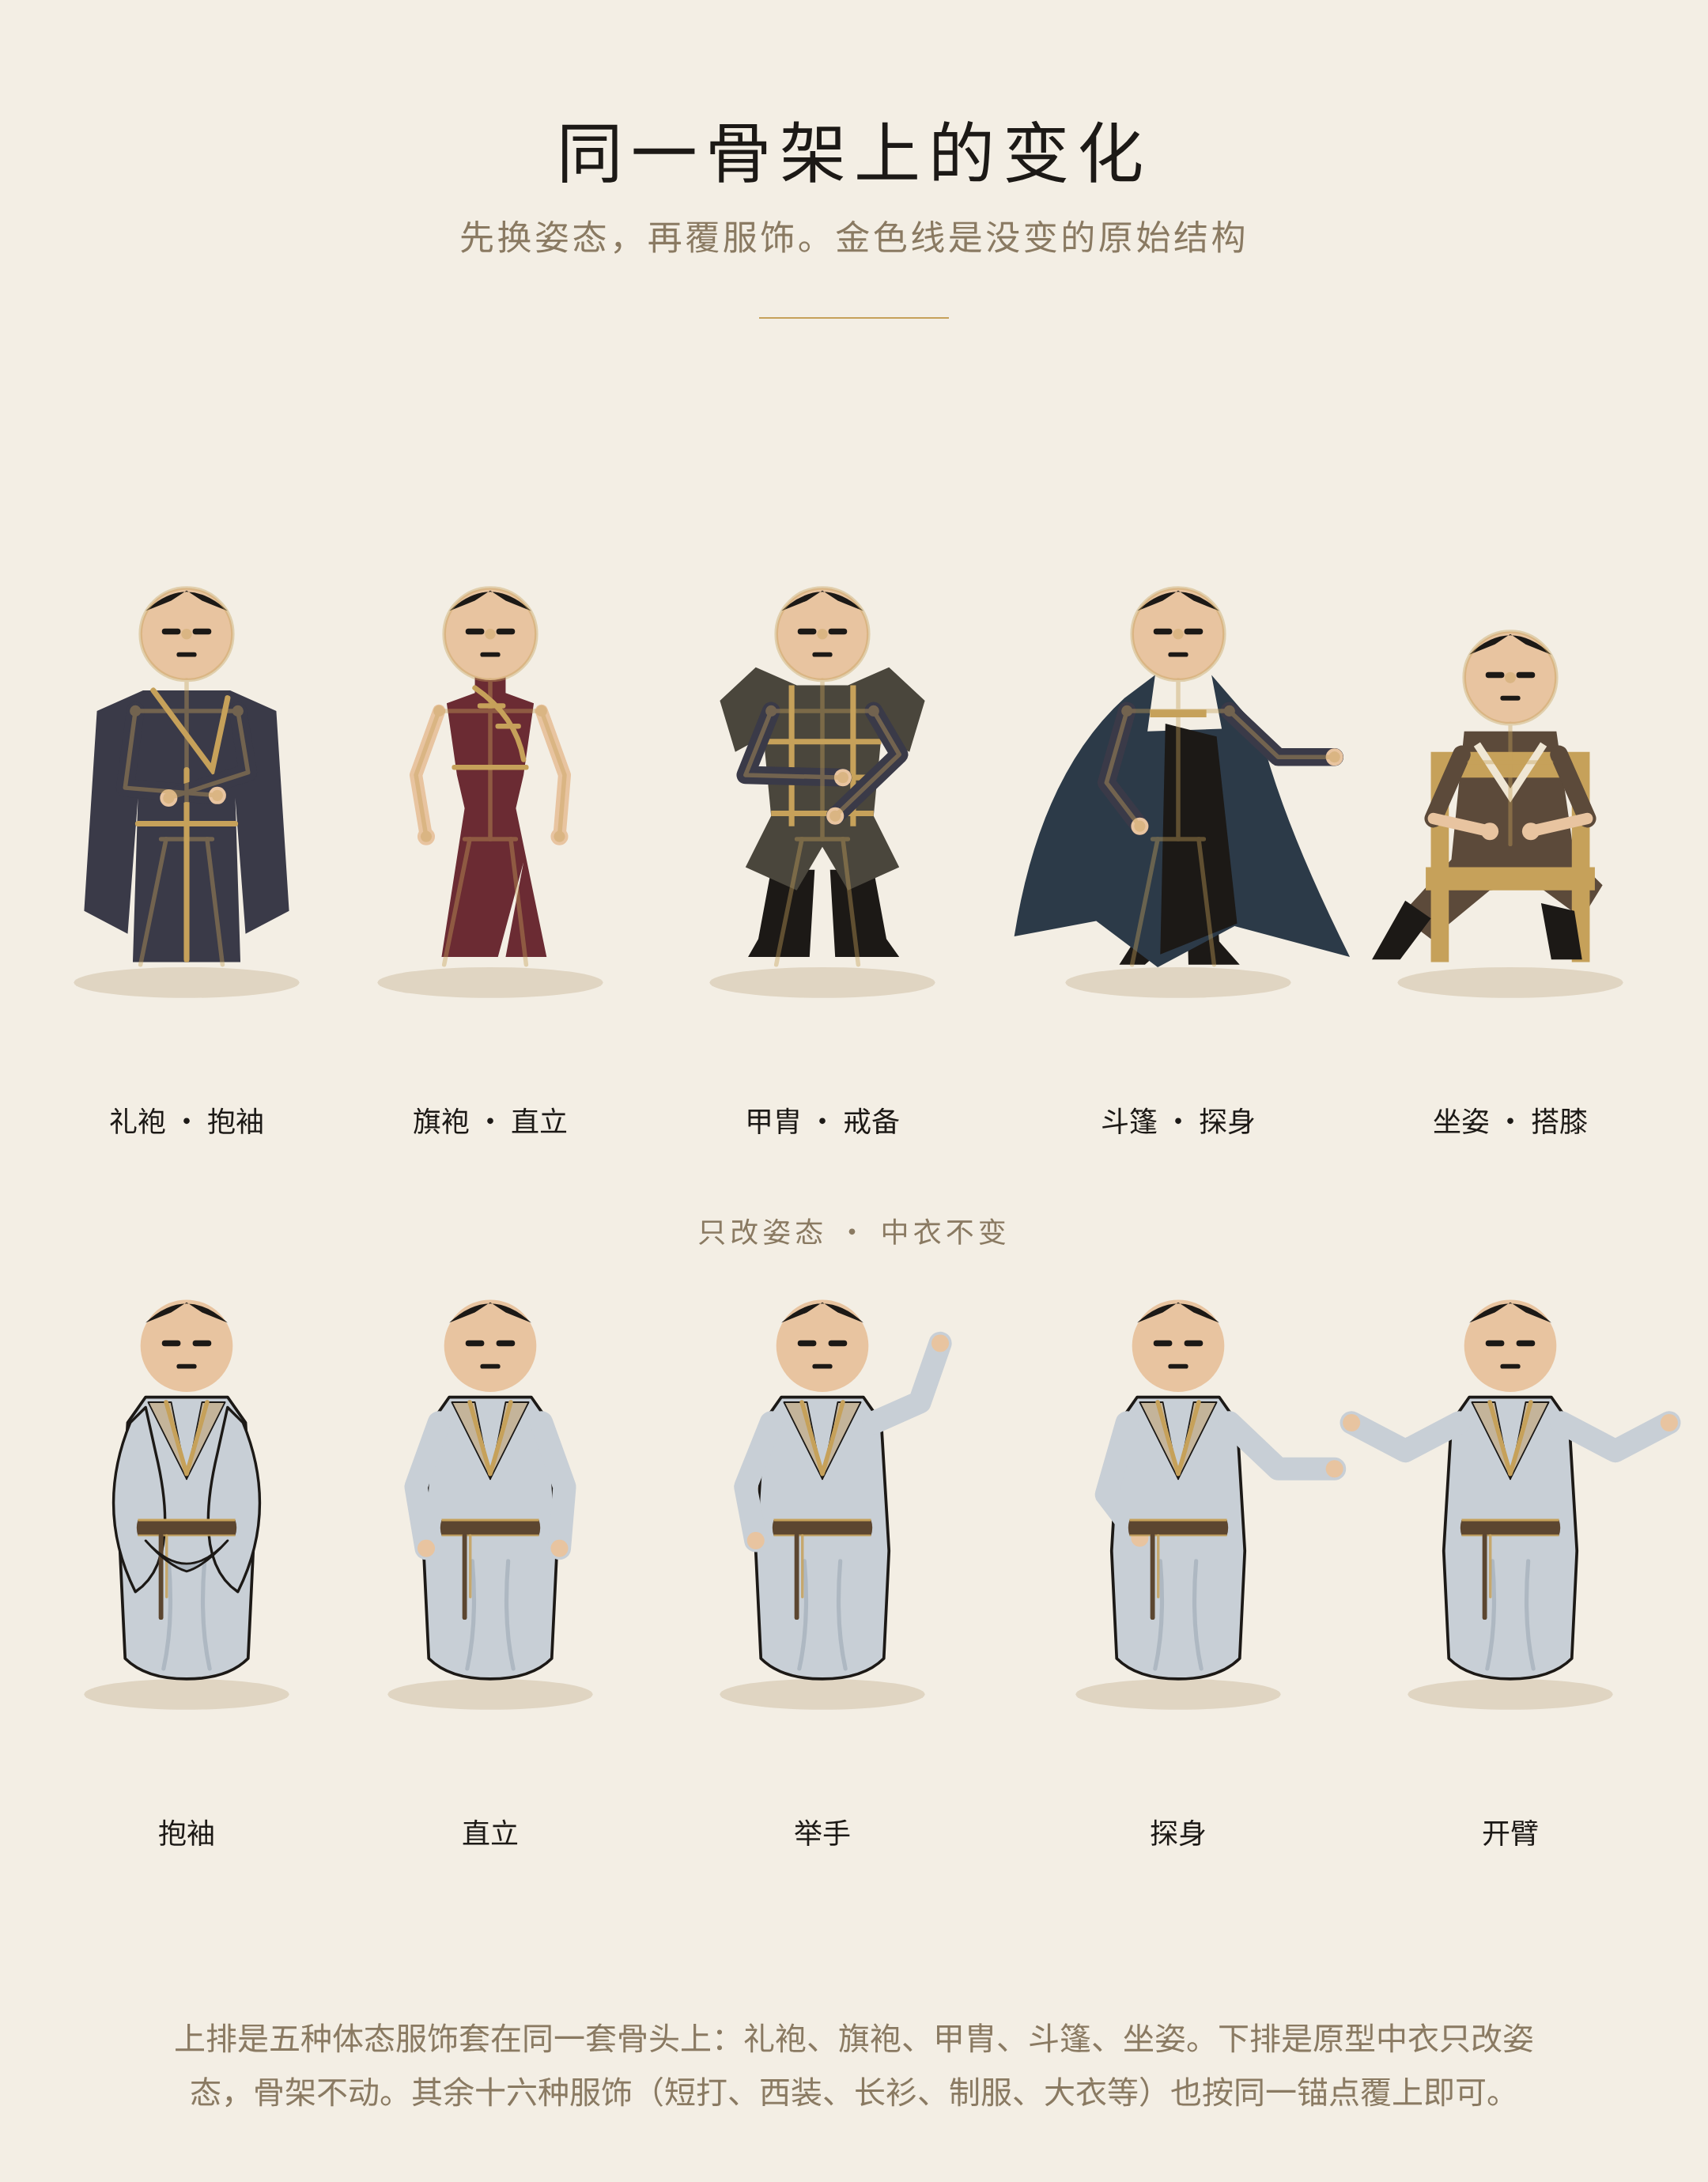 同一骨架上的变化
先换姿态，再覆服饰。金色线是没变的原始结构
礼袍 · 抱袖
旗袍 · 直立
甲胄 · 戒备
斗篷 · 探身
坐姿 · 搭膝
只改姿态 · 中衣不变
抱袖
直立
举手
探身
开臂
上排是五种体态服饰套在同一套骨头上：礼袍、旗袍、甲胄、斗篷、坐姿。下排是原型中衣只改姿
态，骨架不动。其余十六种服饰（短打、西装、长衫、制服、大衣等）也按同一锚点覆上即可。